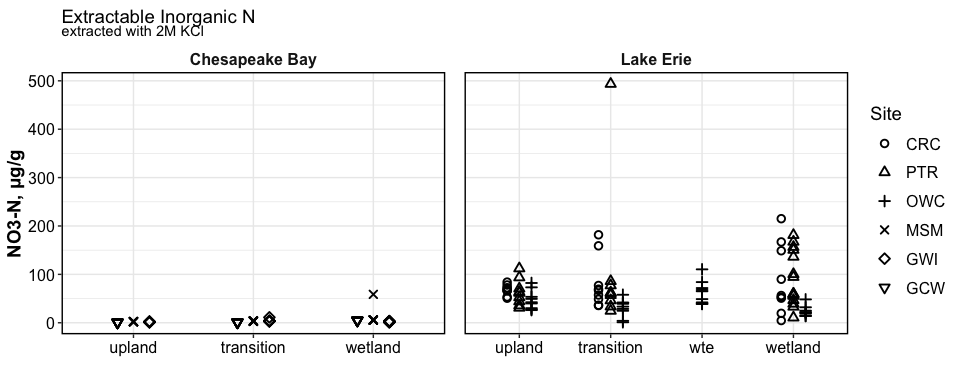 Extractable Inorganic N
extracted with 2M KCl
Chesapeake Bay
Lake Erie
NO3-N, μg/g
500
400
300
200
100
0
upland transition wetland
upland transition wte wetland
Site
CRC
PTR
OWC
MSM
GWI
GCW